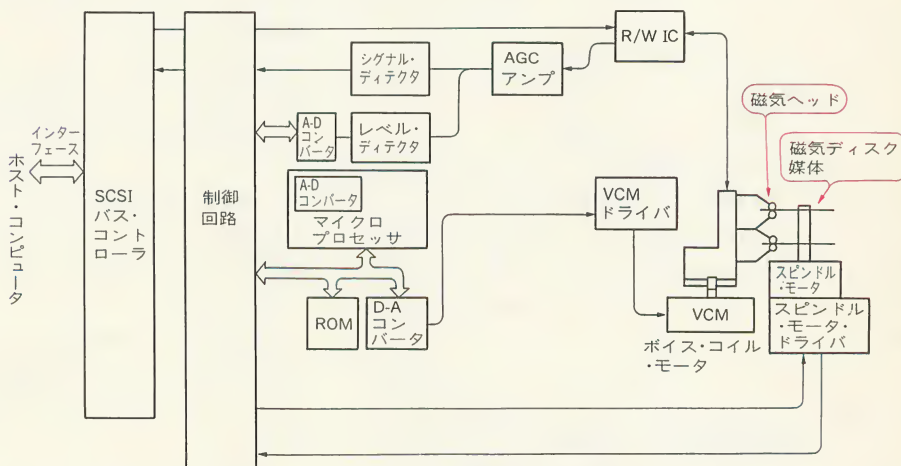 ホスト・コンピュータ
インター
フェース
SCSI
バス・コント
ローラ
制御
回路
シグナル・
ディテクタ
AGC
アンプ
R/W IC
A-D
コン
バータ
レベル・
ディテクタ
A-D
コンバータ
マイクロ
プロセッサ
ROM
D-A
コン
バータ
VCM
ドライバ
磁気ヘッド
磁気ディスク
媒体
VCM
ボイス・コイル
・モータ
スピンドル
・モータ
スピンドル
・モータ・
ドライバ